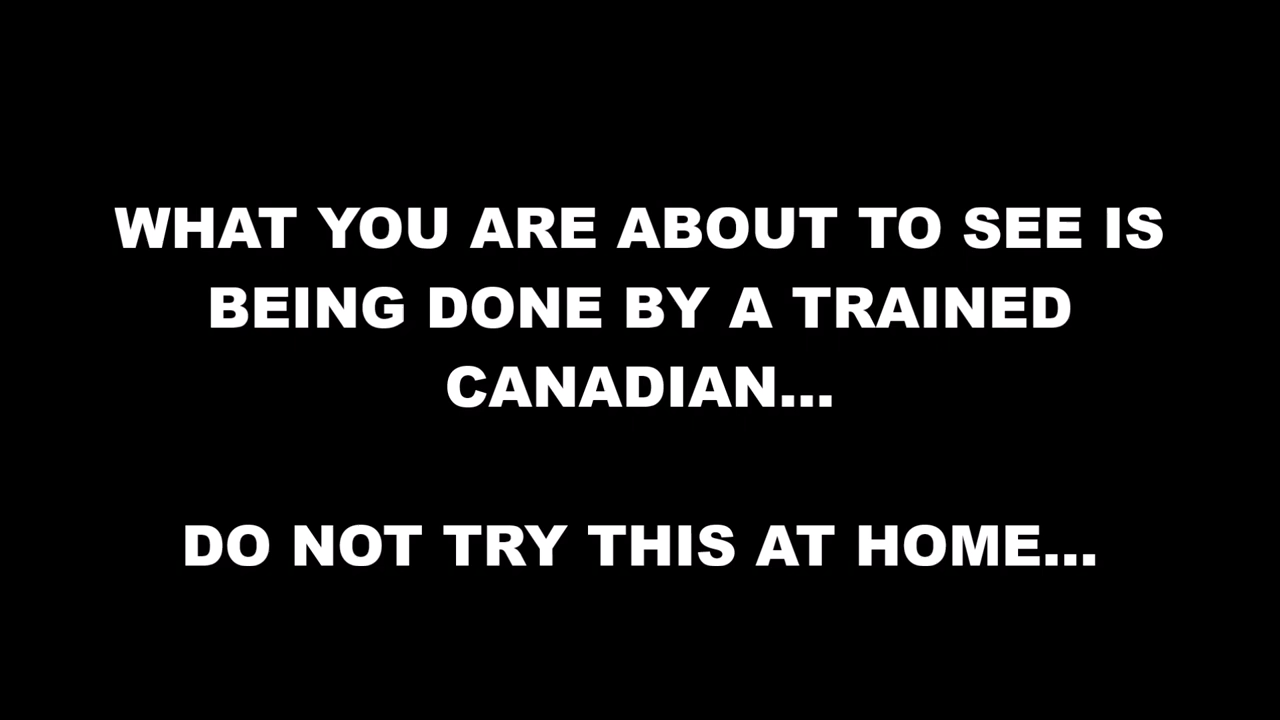 WHAT YOU ARE ABOUT TO SEE IS
BEING DONE BY A TRAINED
CANADIAN...
DO NOT TRY THIS AT HOME...